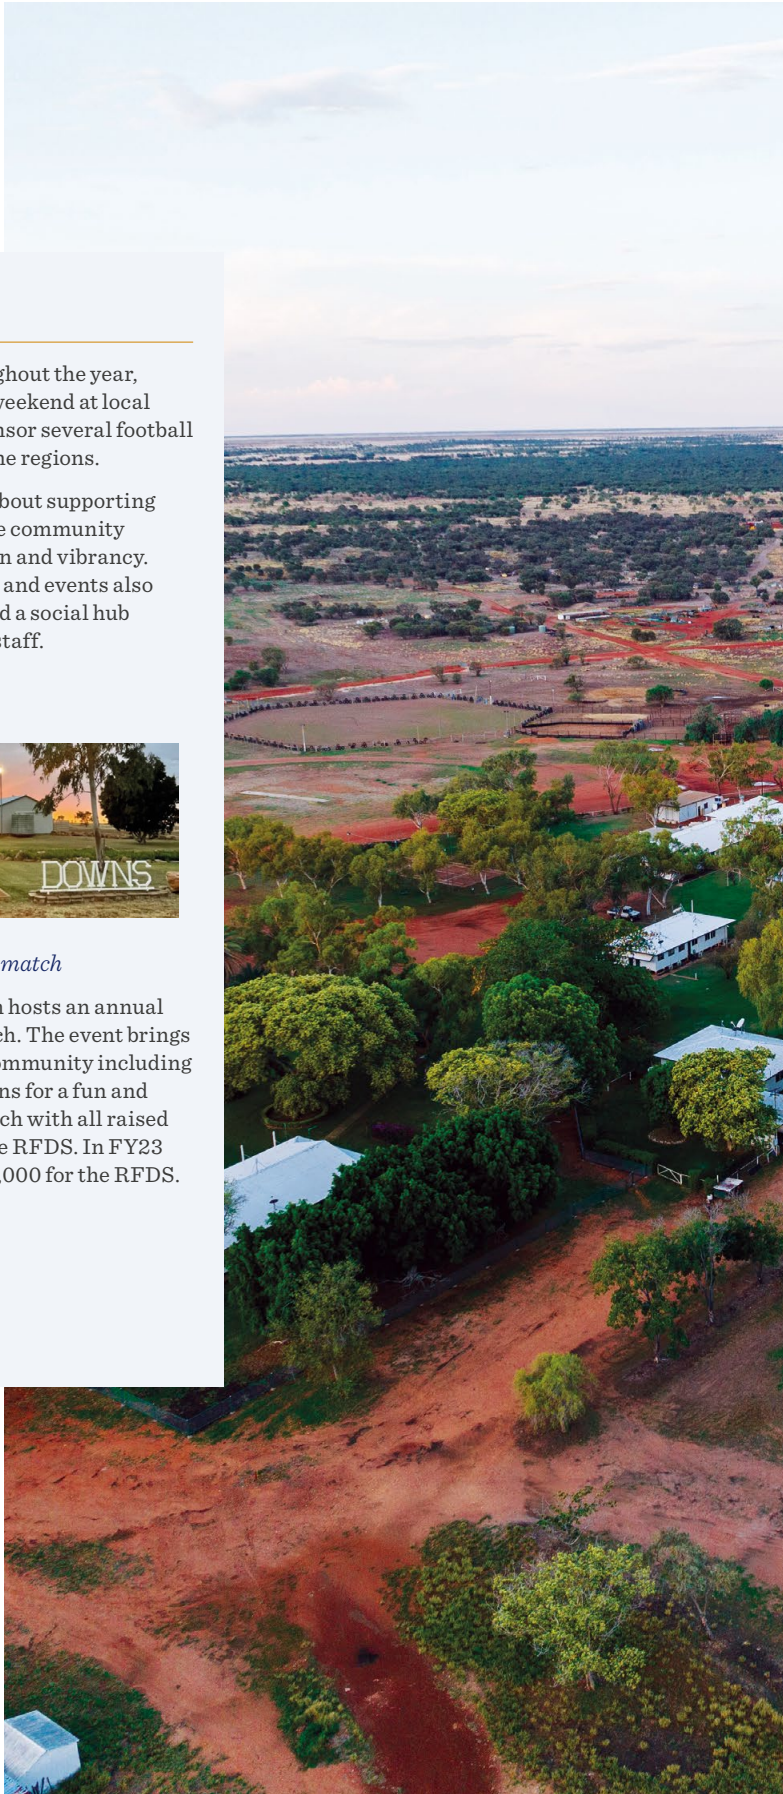 ghout the year,
weekend at local
nsor several football
he regions.
bout supporting
e community
n and vibrancy.
and events also
d a social hub
staff.
DOWNS
match
n hosts an annual
ch. The event brings
ommunity including
ns for a fun and
ch with all raised
e RFDS. In FY23
,000 for the RFDS.